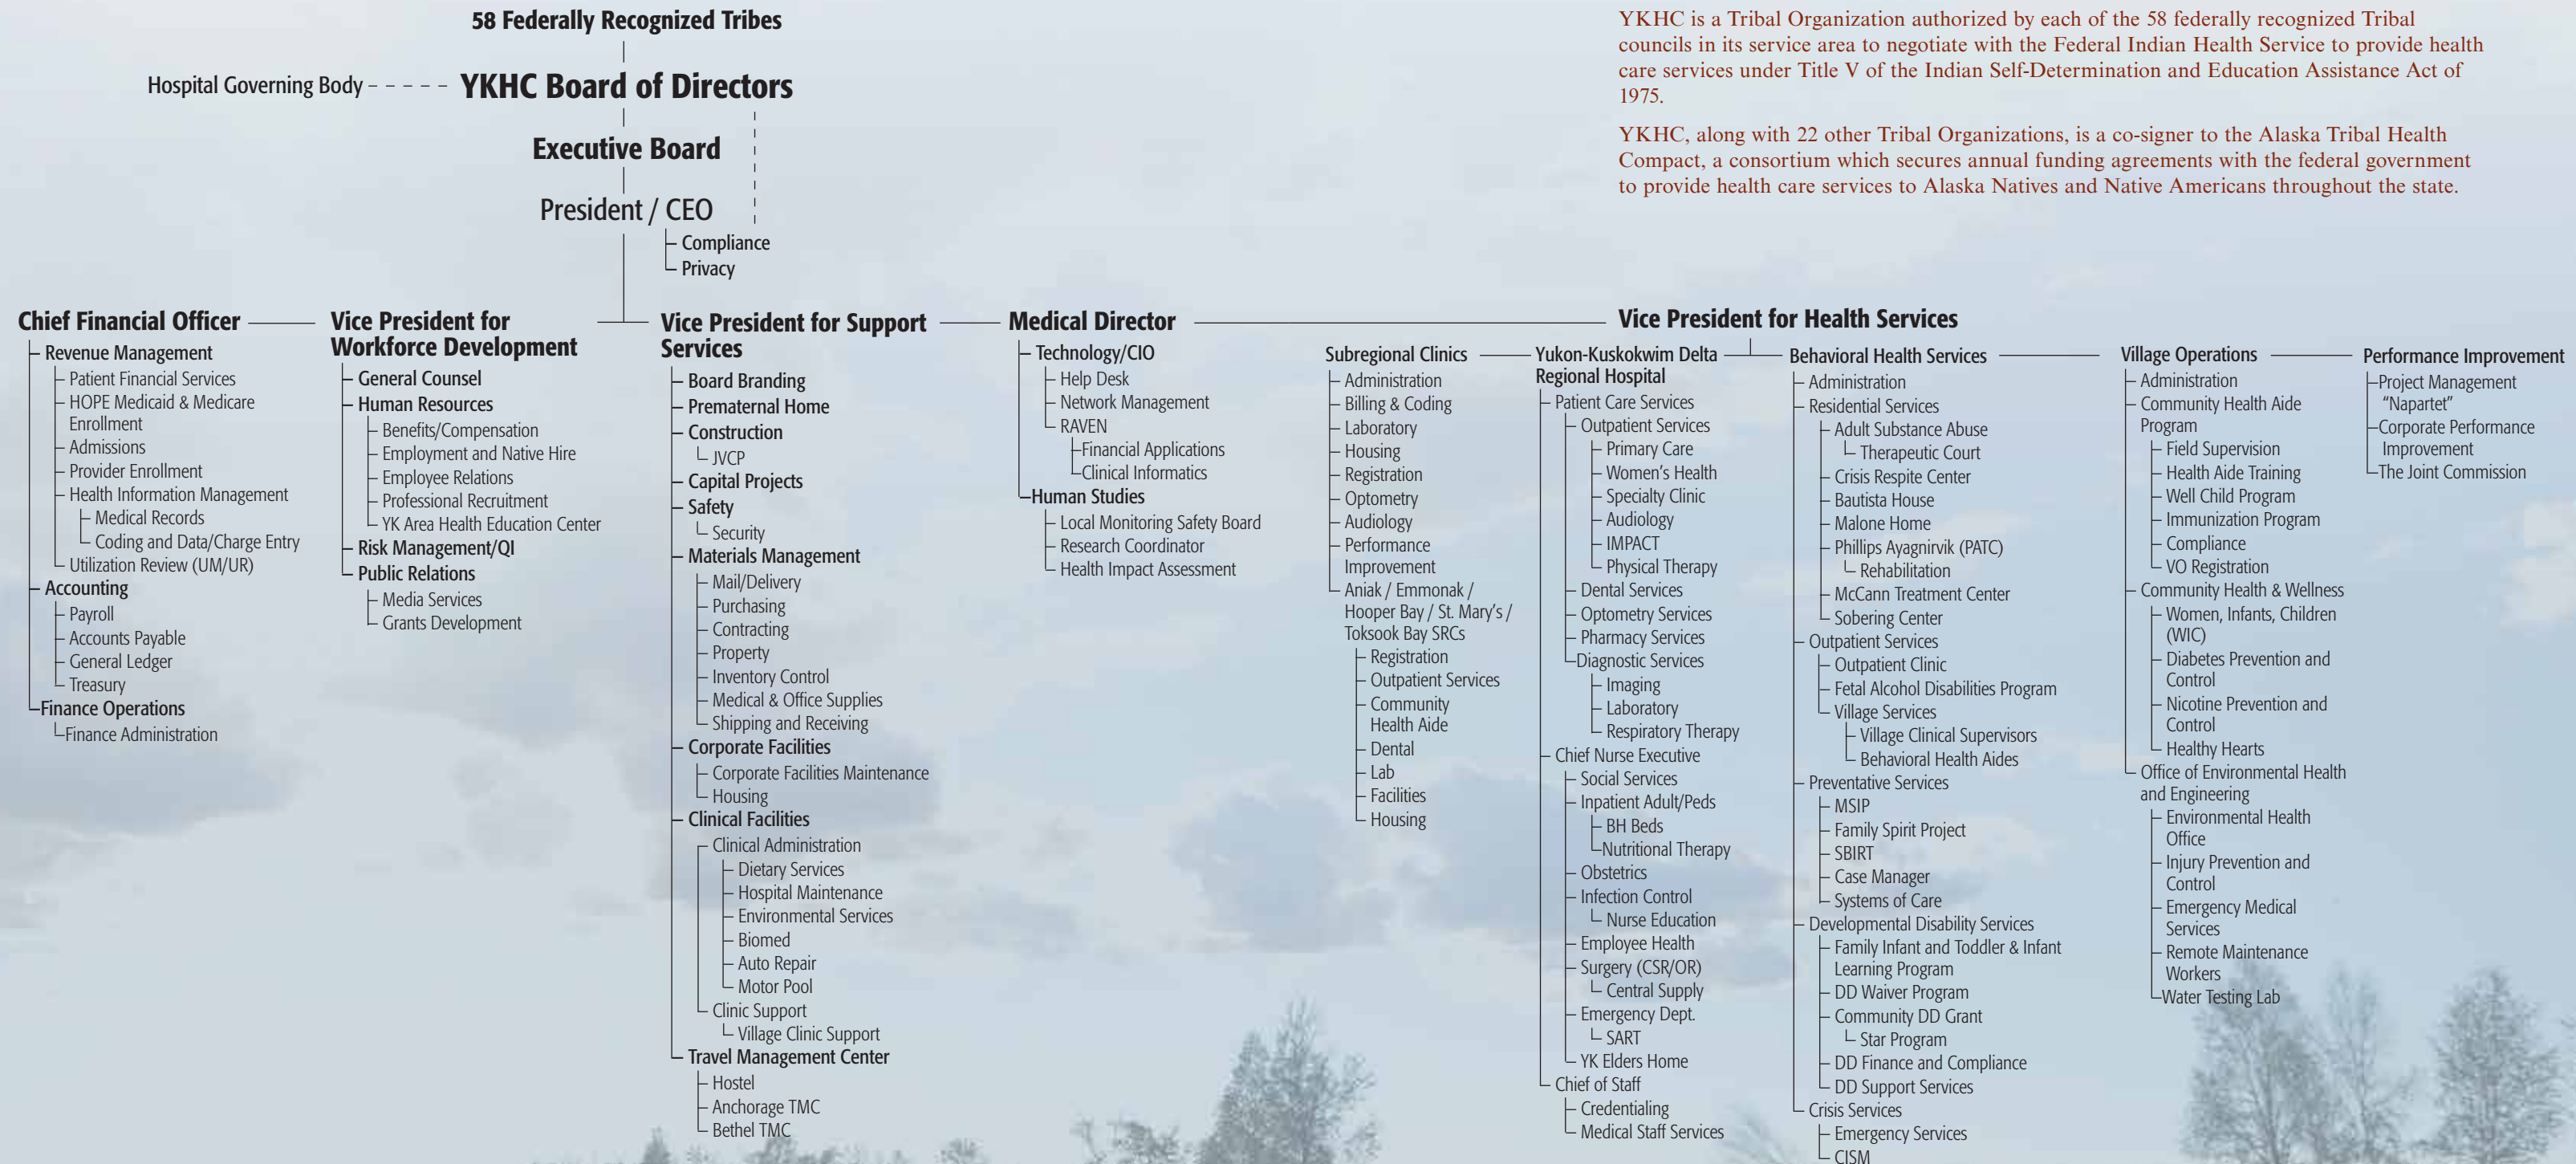 58 Federally Recognized Tribes
Hospital Governing Body
YKHC Board of Directors
Executive Board
President / CEO
Compliance
Privacy
YKHC is a Tribal Organization authorized by each of the 58 federally recognized Tribal
councils in its service area to negotiate with the Federal Indian Health Service to provide health
care services under Title V of the Indian Self-Determination and Education Assistance Act of
1975.
YKHC, along with 22 other Tribal Organizations, is a co-signer to the Alaska Tribal Health
Compact, a consortium which secures annual funding agreements with the federal government
to provide health care services to Alaska Natives and Native Americans throughout the state.
Chief Financial Officer
Revenue Management
Patient Financial Services
HOPE Medicaid & Medicare
Enrollment
Admissions
Provider Enrollment
Health Information Management
Medical Records
Coding and Data/Charge Entry
Utilization Review (UM/UR)
Accounting
Payroll
Accounts Payable
General Ledger
Treasury
Finance Operations
Finance Administration
Vice President for
Workforce Development
General Counsel
Human Resources
Benefits/Compensation
Employment and Native Hire
Employee Relations
Professional Recruitment
YK Area Health Education Center
Risk Management/QI
Public Relations
Media Services
Grants Development
Vice President for Support
Services
Board Branding
Prematernal Home
Construction
JVCP
Capital Projects
Safety
Security
Materials Management
Mail/Delivery
Purchasing
Contracting
Property
Inventory Control
Medical & Office Supplies
Shipping and Receiving
Corporate Facilities
Corporate Facilities Maintenance
Housing
Clinical Facilities
Clinical Administration
Dietary Services
Hospital Maintenance
Environmental Services
Biomed
Auto Repair
Motor Pool
Clinic Support
Village Clinic Support
Travel Management Center
Hostel
Anchorage TMC
Bethel TMC
Medical Director
Technology/CIO
Help Desk
Network Management
RAVEN
Financial Applications
Clinical Informatics
Human Studies
Local Monitoring Safety Board
Research Coordinator
Health Impact Assessment
Vice President for Health Services
Subregional Clinics
Administration
Billing & Coding
Laboratory
Housing
Registration
Optometry
Audiology
Performance
Improvement
Aniak / Emmonak /
Hooper Bay / St. Mary's /
Toksook Bay SRCs
Registration
Outpatient Services
Community
Health Aide
Dental
Lab
Facilities
Housing
Yukon-Kuskokwim Delta
Regional Hospital
Patient Care Services
Outpatient Services
Primary Care
Women's Health
Specialty Clinic
Audiology
IMPACT
Physical Therapy
Dental Services
Optometry Services
Pharmacy Services
Diagnostic Services
Imaging
Laboratory
Respiratory Therapy
Chief Nurse Executive
Social Services
Inpatient Adult/Peds
BH Beds
Nutritional Therapy
Obstetrics
Infection Control
Nurse Education
Employee Health
Surgery (CSR/OR)
Central Supply
Emergency Dept.
SART
YK Elders Home
Chief of Staff
Credentialing
Medical Staff Services
Behavioral Health Services
Administration
Residential Services
Adult Substance Abuse
Therapeutic Court
Crisis Respite Center
Bautista House
Malone Home
Phillips Ayagnirvik (PATC)
Rehabilitation
McCann Treatment Center
Sobering Center
Outpatient Services
Outpatient Clinic
Fetal Alcohol Disabilities Program
Village Services
Village Clinical Supervisors
Behavioral Health Aides
Preventative Services
MSIP
Family Spirit Project
SBIRT
Case Manager
Systems of Care
Developmental Disability Services
Family Infant and Toddler & Infant
Learning Program
DD Waiver Program
Community DD Grant
Star Program
DD Finance and Compliance
DD Support Services
Crisis Services
Emergency Services
CISM
Village Operations
Administration
Community Health Aide
Program
Field Supervision
Health Aide Training
Well Child Program
Immunization Program
Compliance
VO Registration
Community Health & Wellness
Women, Infants, Children
(WIC)
Diabetes Prevention and
Control
Nicotine Prevention and
Control
Healthy Hearts
Office of Environmental Health
and Engineering
Environmental Health
Office
Injury Prevention and
Control
Emergency Medical
Services
Remote Maintenance
Workers
Water Testing Lab
Performance Improvement
Project Management
"Napartet"
Corporate Performance
Improvement
The Joint Commission